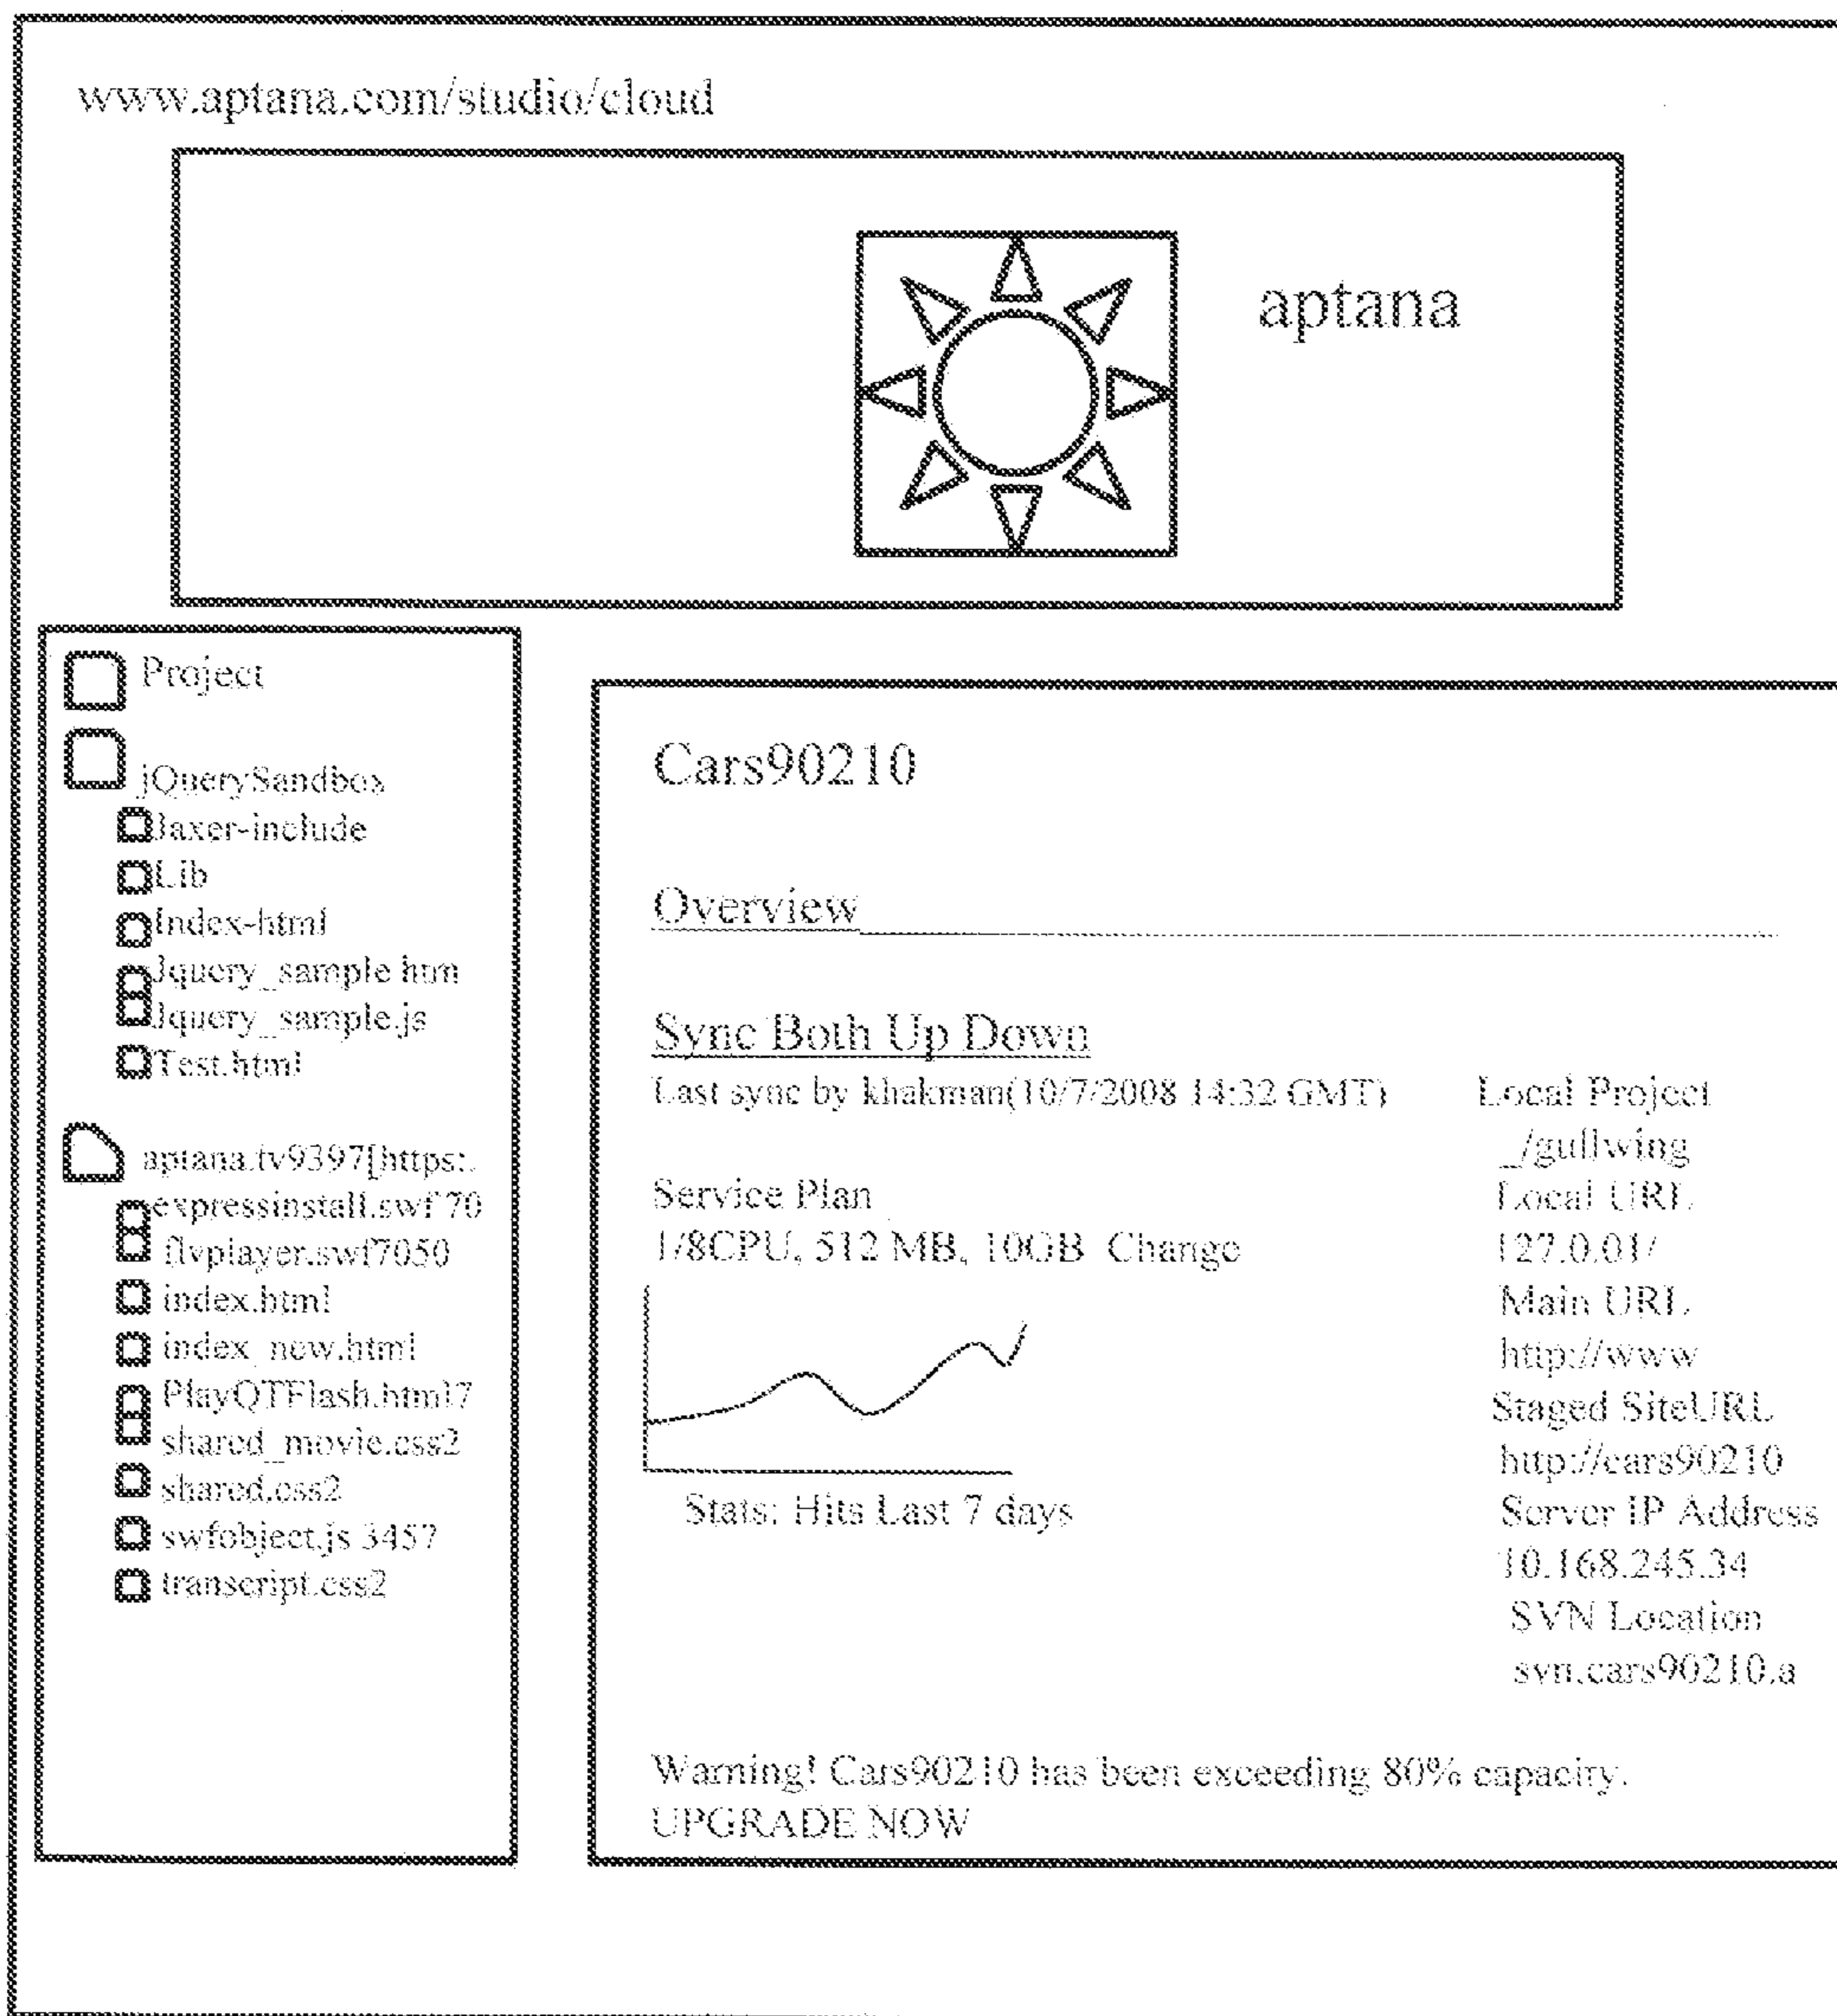 www.aptana.com/studio/cloud
aptana
Project
jQuerySandbox
Jaxer-include
Lib
Index-html
Jquery_sample htm
Jquery_sample.js
Test.html
aptana.tv9397[https:.
expressinstall.swf 70
flvplayer.swf7050
index.html
index_new.html
PlayQTFlash.html7
shared_movie.css2
shared.css2
swfobject.js 3457
transcript.css2
Cars90210
Overview
Sync Both Up Down
Last sync by khakman(10/7/2008 14:32 GMT)
Service Plan
1/8CPU, 512 MB, 10GB Change
Stats: Hits Last 7 days
Local Project
_/gullwing
Local URL
127.0.01/
Main URL
http://www
Staged SiteURL
http://cars90210
Server IP Address
10.168.245.34
SVN Location
svn.cars90210.a
Warning! Cars90210 has been exceeding 80% capacity.
UPGRADE NOW